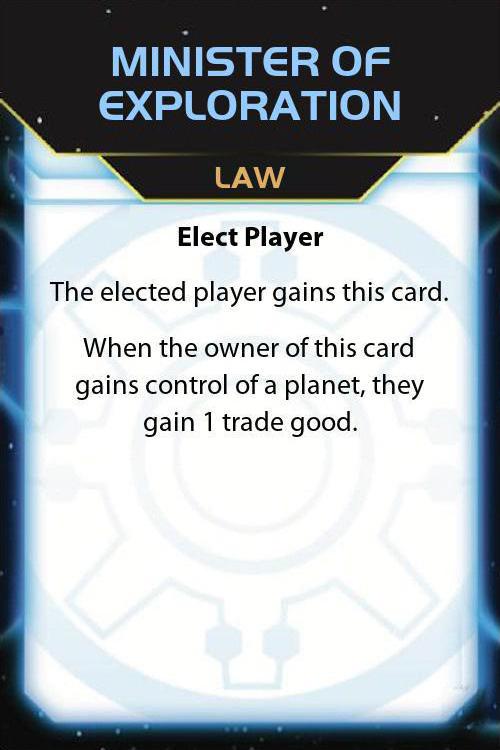 MINISTER OF
EXPLORATION
LAW
Elect Player
The elected player gains this card.
When the owner of this card
gains control of a planet, they
gain 1 trade good.